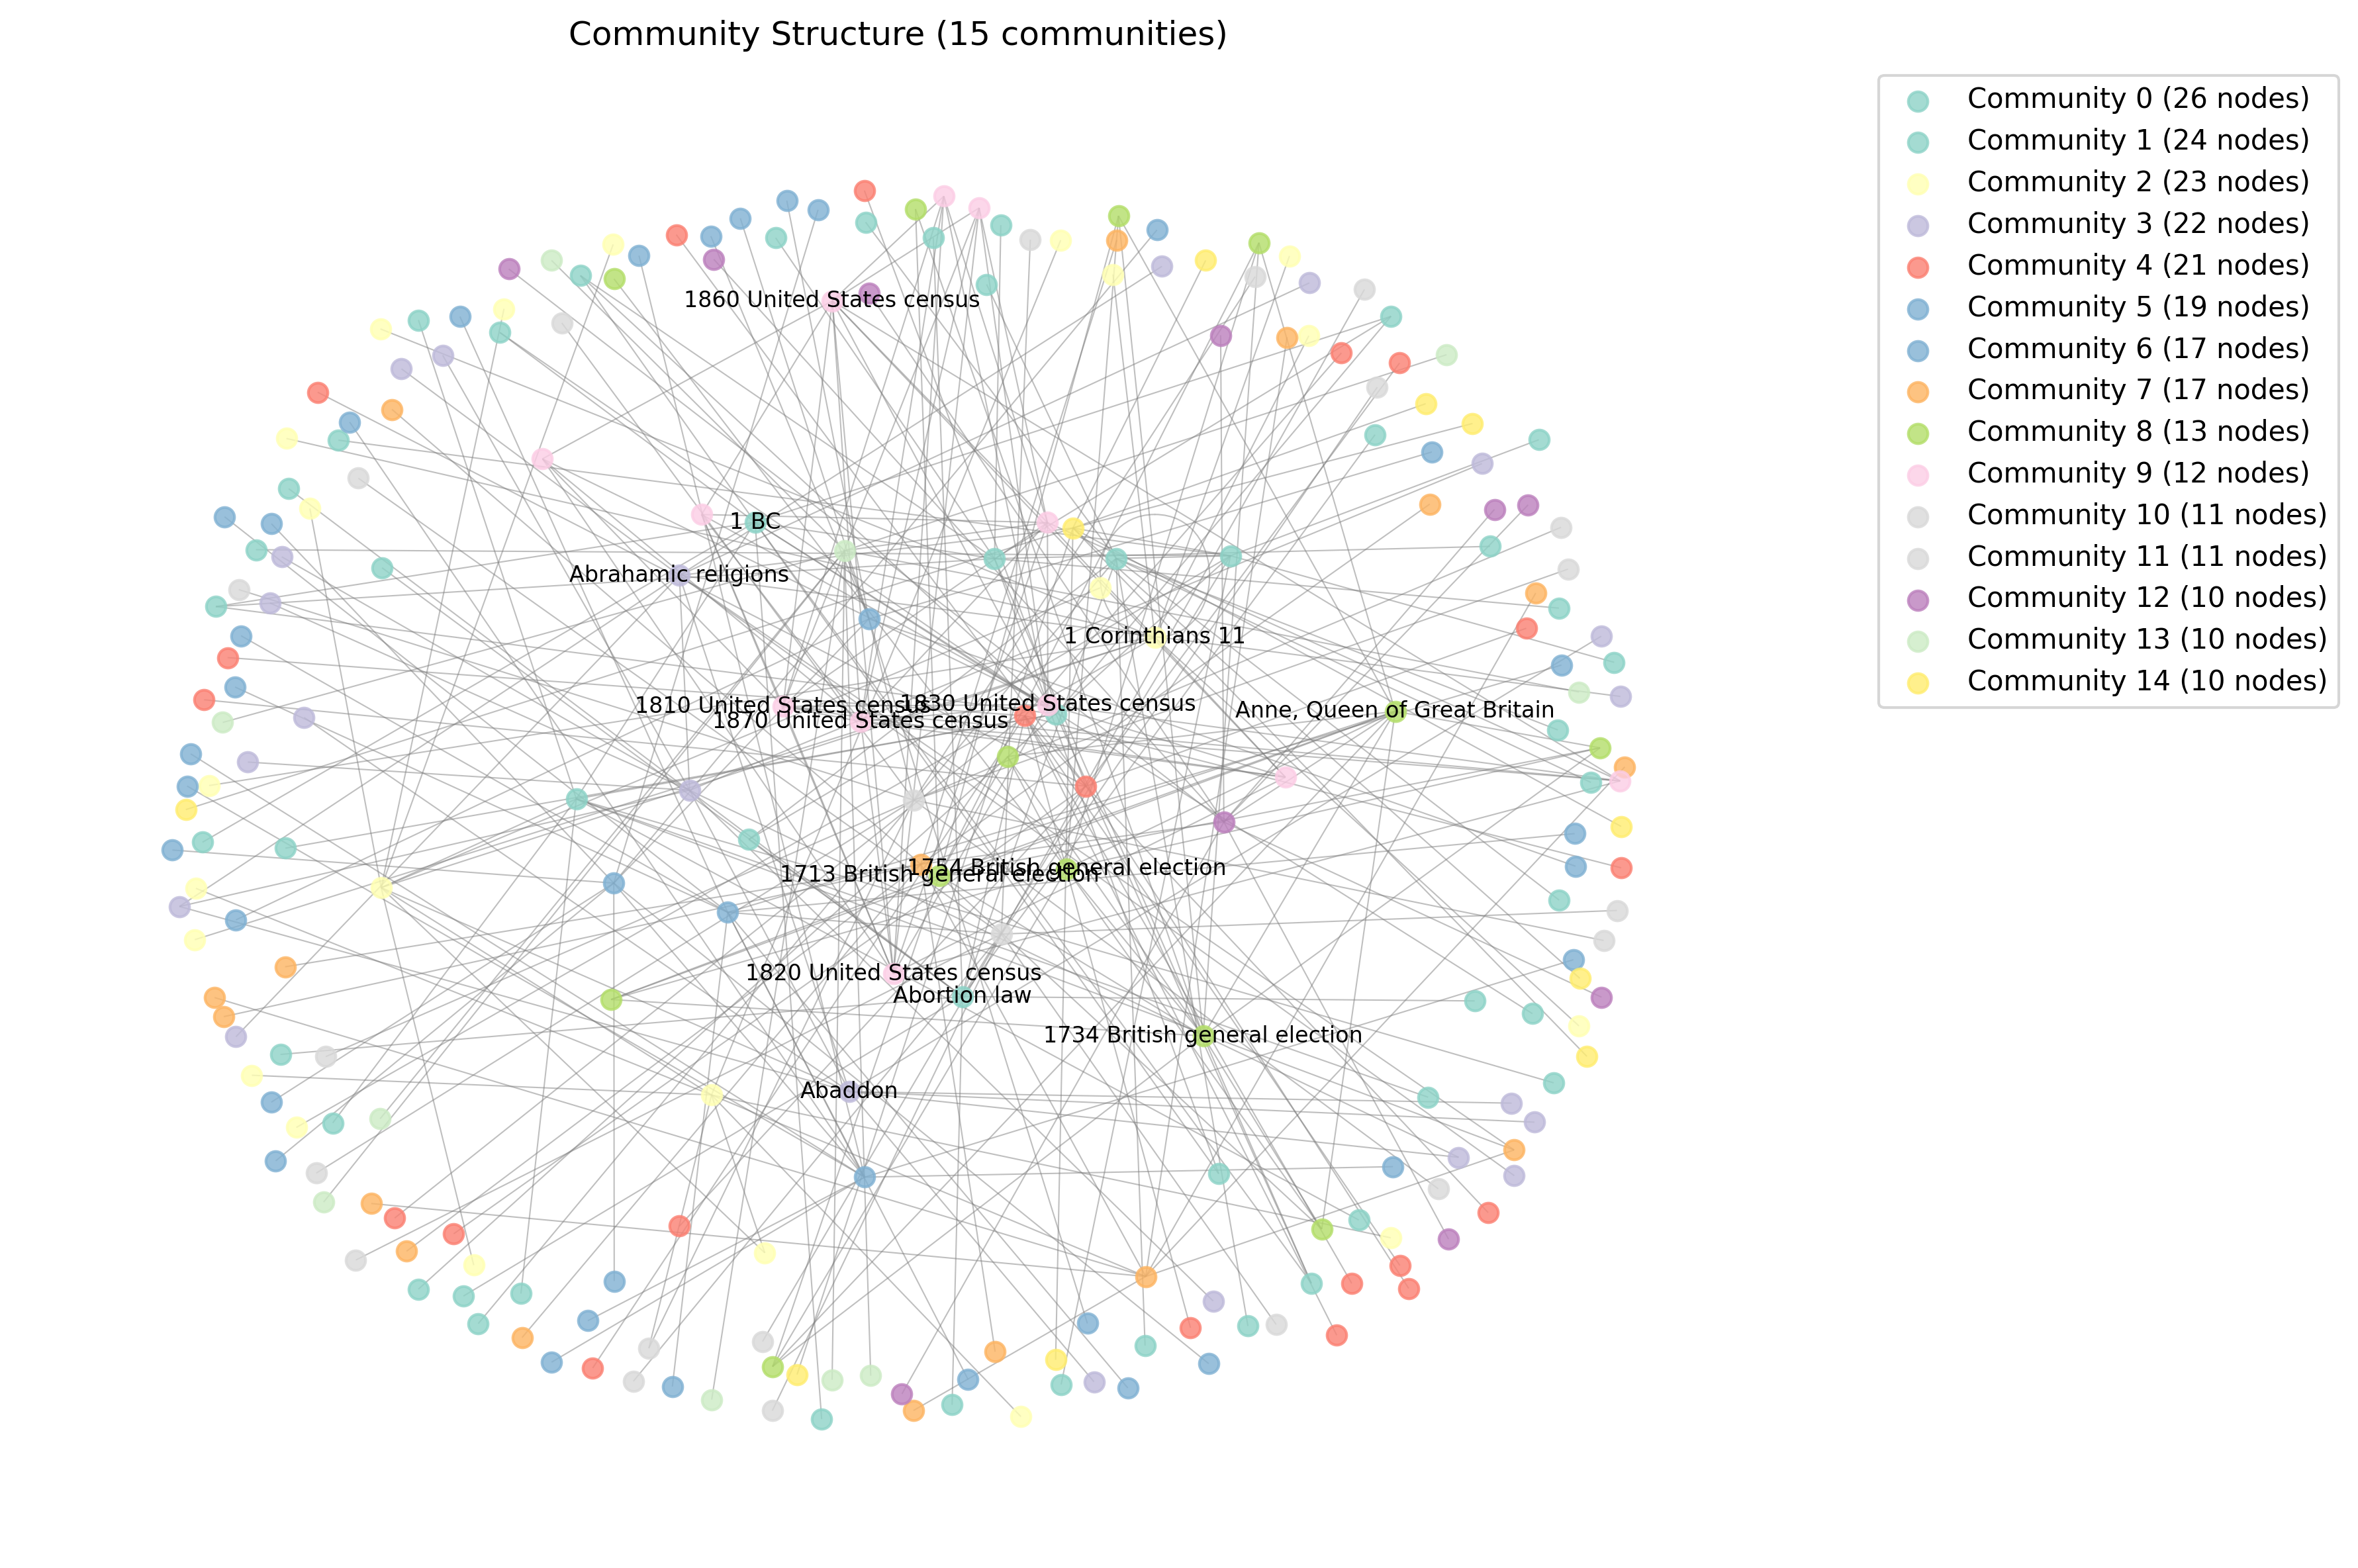 Community Structure (15 communities)
Community 0 (26 nodes)
Community 1 (24 nodes)
Community 2 (23 nodes)
Community 3 (22 nodes)
Community 4 (21 nodes)
Community 5 (19 nodes)
Community 6 (17 nodes)
Community 7 (17 nodes)
Community 8 (13 nodes)
Community 9 (12 nodes)
Community 10 (11 nodes)
Community 11 (11 nodes)
Community 12 (10 nodes)
Community 13 (10 nodes)
Community 14 (10 nodes)
1860 United States census
1 BC
Abrahamic religions
1 Corinthians 11
1810 United States census
1830 United States census
Anne, Queen of Great Britain
1870 United States census
1754 British general election
1713 British general election
1820 United States census
Abortion law
1734 British general election
Abaddon